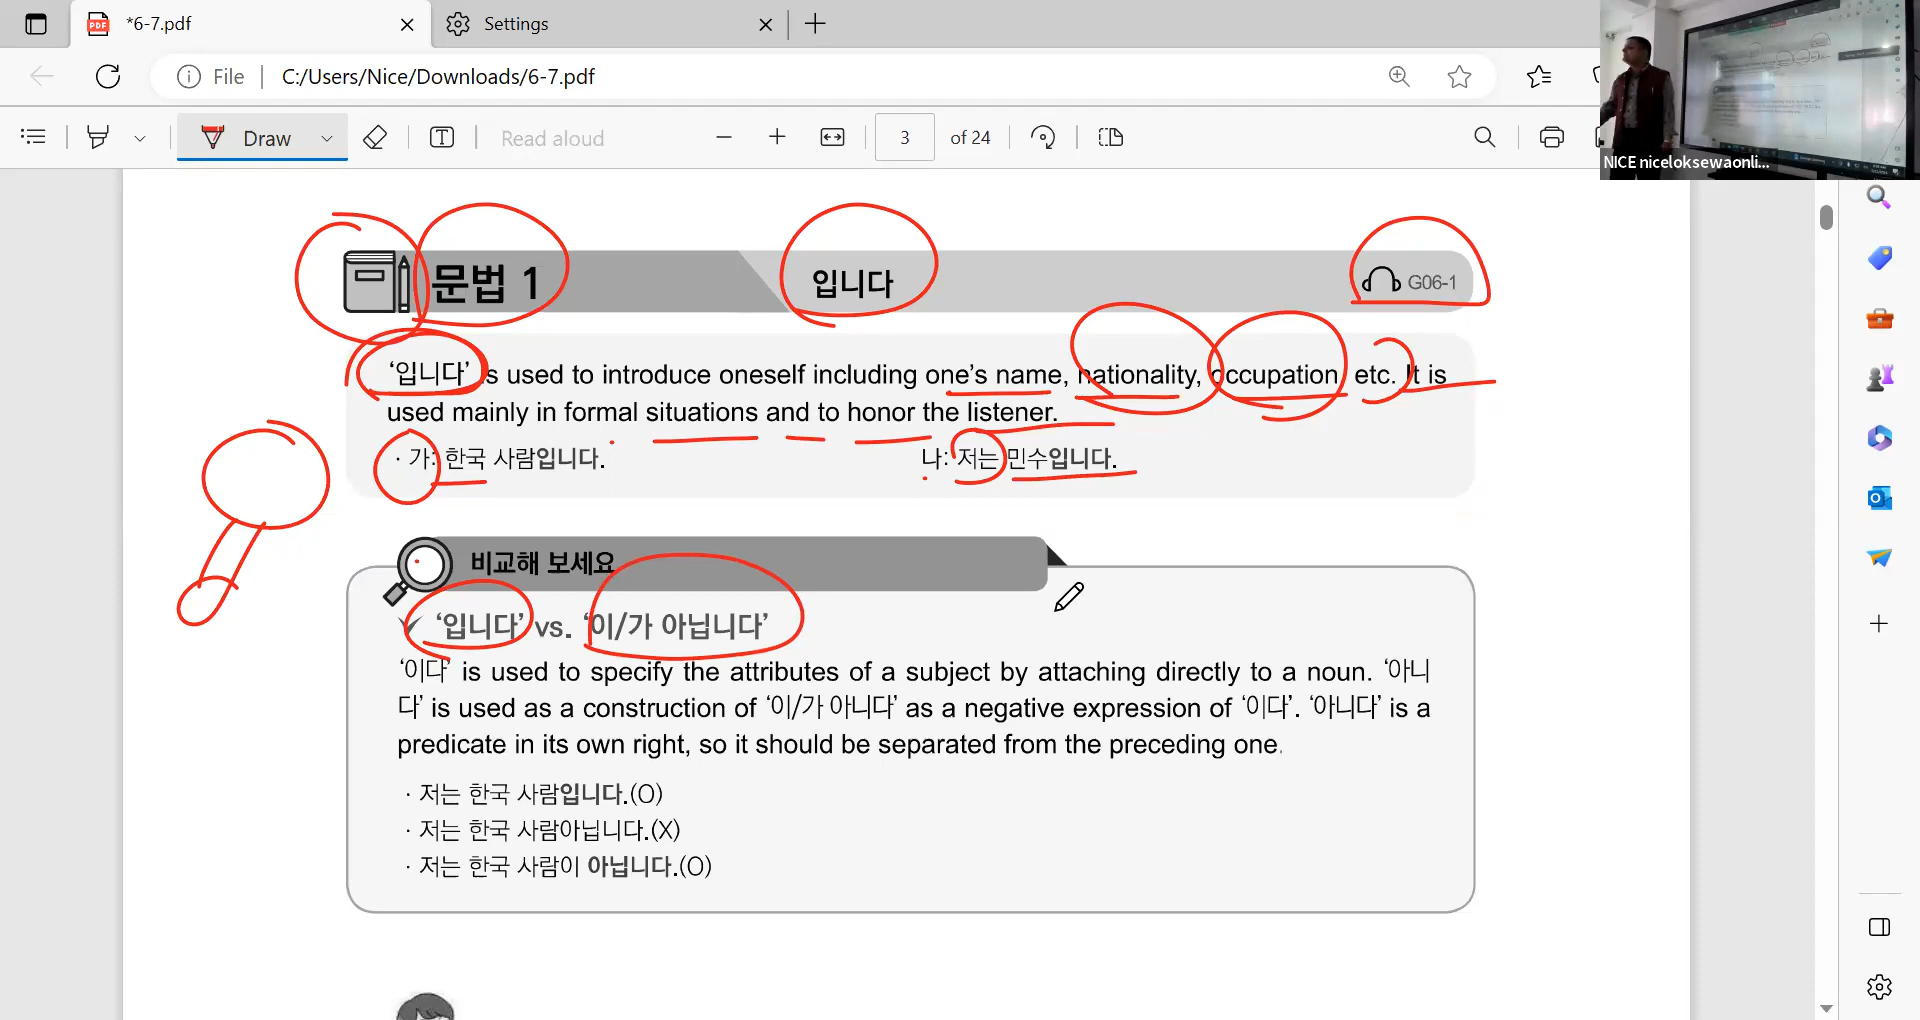 *6-7.pdf
Settings
File
C:/Users/Nice/Downloads/6-7.pdf
Draw
Read aloud
3
of 24
NICE niceloksewaonli...
문법 1
입니다
G06-1
‘입니다’ is used to introduce oneself including one’s name, nationality, occupation etc. It is
used mainly in formal situations and to honor the listener.
· 가: 한국 사람입니다.
나: 저는 민수입니다.
비교해 보세요
‘입니다’ vs. ‘이/가 아닙니다’
‘이다’ is used to specify the attributes of a subject by attaching directly to a noun. ‘아니
다’ is used as a construction of ‘이/가 아니다’ as a negative expression of ‘이다’. ‘아니다’ is a
predicate in its own right, so it should be separated from the preceding one.
· 저는 한국 사람입니다.(O)
· 저는 한국 사람아닙니다.(X)
· 저는 한국 사람이 아닙니다.(O)